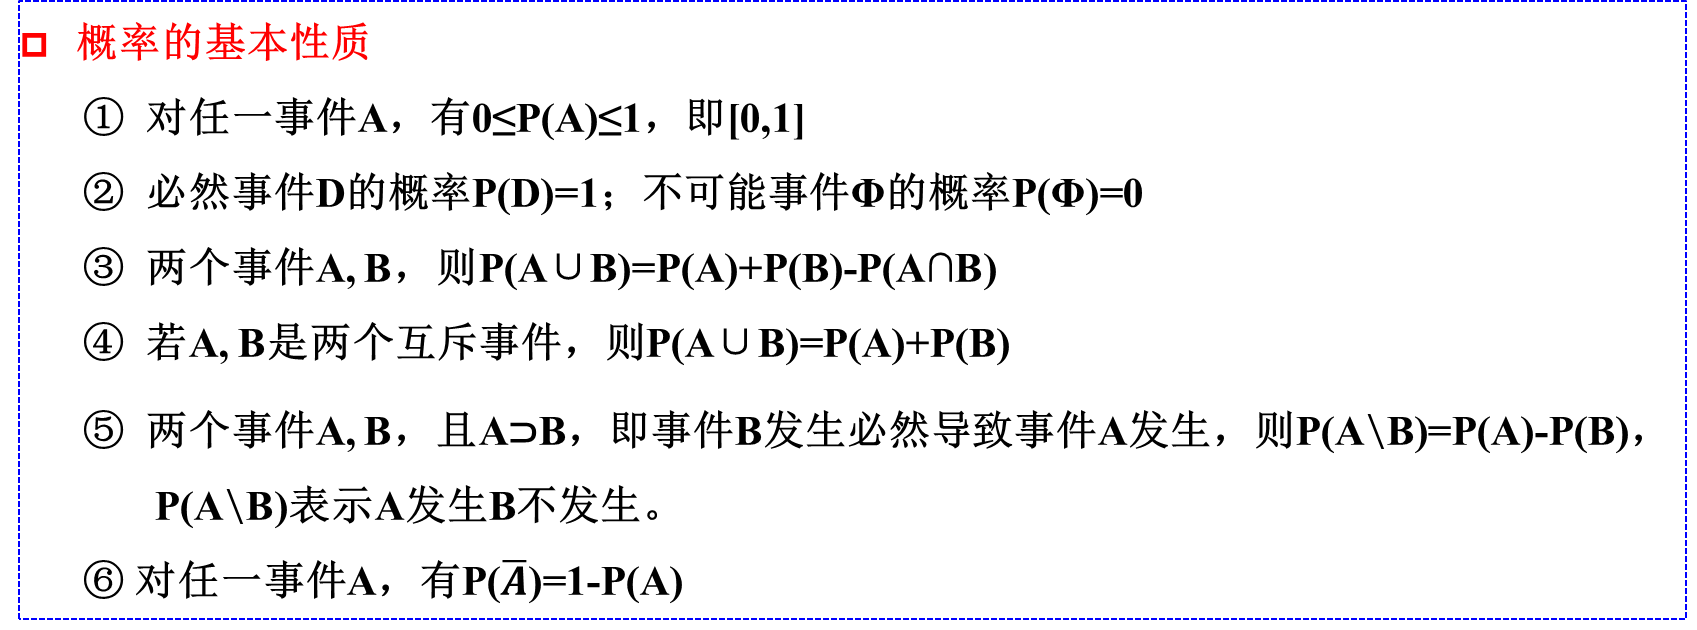 概率的基本性质
① 对任一事件A，有0≤P(A)≤1，即[0,1]
② 必然事件D的概率P(D)=1；不可能事件Φ的概率P(Φ)=0
③ 两个事件A, B，则P(A∪B)=P(A)+P(B)-P(A∩B)
④ 若A, B是两个互斥事件，则P(A∪B)=P(A)+P(B)
⑤ 两个事件A, B，且A⊃B，即事件B发生必然导致事件A发生，则P(A\B)=P(A)-P(B)，
P(A\B)表示A发生B不发生。
⑥ 对任一事件A，有P(A̅)=1-P(A)